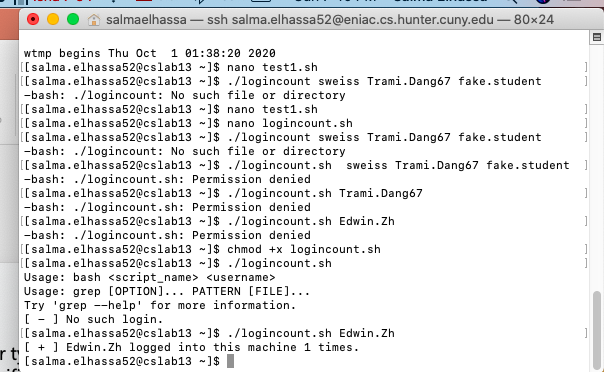 salmaelhassa — ssh salma.elhassa52@eniac.cs.hunter.cuny.edu — 80×24
wtmp begins Thu Oct  1 01:38:20 2020
[[salma.elhassa52@cslab13 ~]$ nano test1.sh ]
[[salma.elhassa52@cslab13 ~]$ ./logincount sweiss Trami.Dang67 fake.student ]
-bash: ./logincount: No such file or directory
[[salma.elhassa52@cslab13 ~]$ nano test1.sh ]
[[salma.elhassa52@cslab13 ~]$ nano logincount.sh ]
[[salma.elhassa52@cslab13 ~]$ ./logincount sweiss Trami.Dang67 fake.student ]
-bash: ./logincount: No such file or directory
[[salma.elhassa52@cslab13 ~]$ ./logincount.sh  sweiss Trami.Dang67 fake.student ]
-bash: ./logincount.sh: Permission denied
[[salma.elhassa52@cslab13 ~]$ ./logincount.sh Trami.Dang67 ]
-bash: ./logincount.sh: Permission denied
[[salma.elhassa52@cslab13 ~]$ ./logincount.sh Edwin.Zh ]
-bash: ./logincount.sh: Permission denied
[[salma.elhassa52@cslab13 ~]$ chmod +x logincount.sh ]
[[salma.elhassa52@cslab13 ~]$ ./logincount.sh ]
Usage: bash <script_name> <username>
Usage: grep [OPTION]... PATTERN [FILE]...
Try 'grep --help' for more information.
[ - ] No such login.
[[salma.elhassa52@cslab13 ~]$ ./logincount.sh Edwin.Zh ]
[ + ] Edwin.Zh logged into this machine 1 times.
[salma.elhassa52@cslab13 ~]$